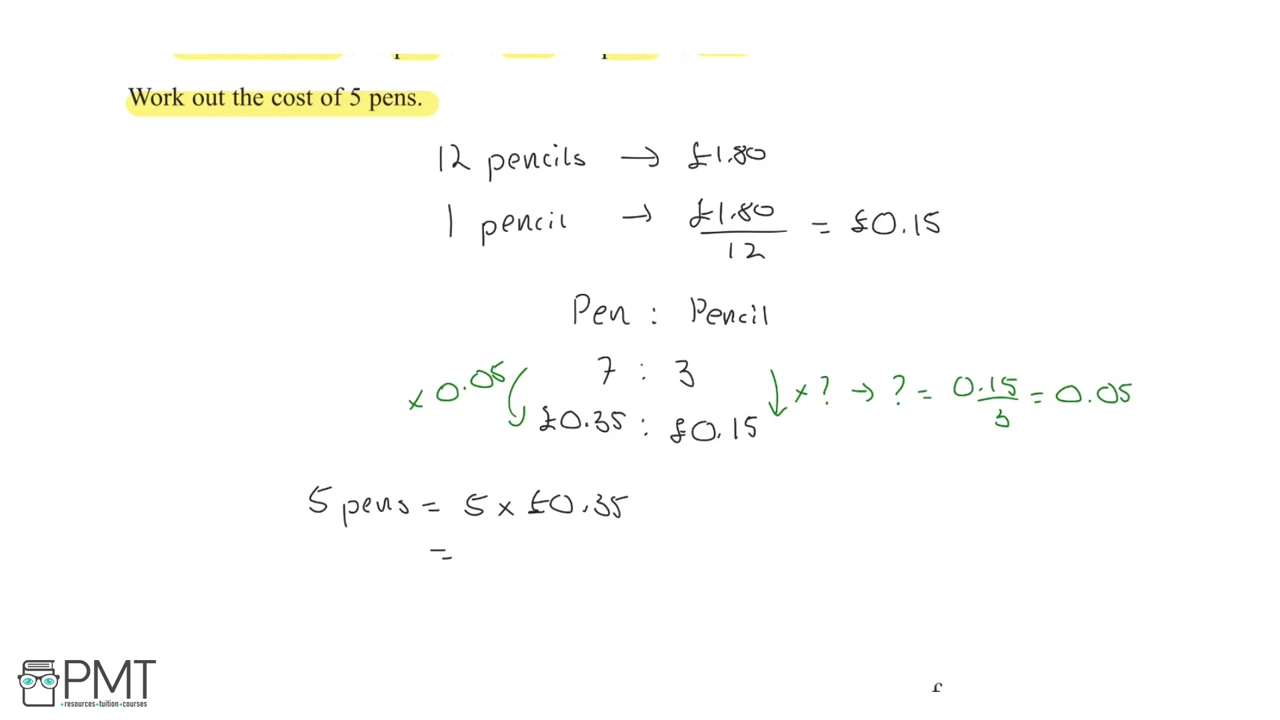 Work out the cost of 5 pens.
12 pencils → £1.80
1 pencil → £1.80/12 = £0.15
Pen : Pencil
7 : 3
×0.05 ×? → ? = 0.15/3 = 0.05
£0.35 : £0.15
5 pens = 5 × £0.35
=
£
PMT
•resources•tuition•courses